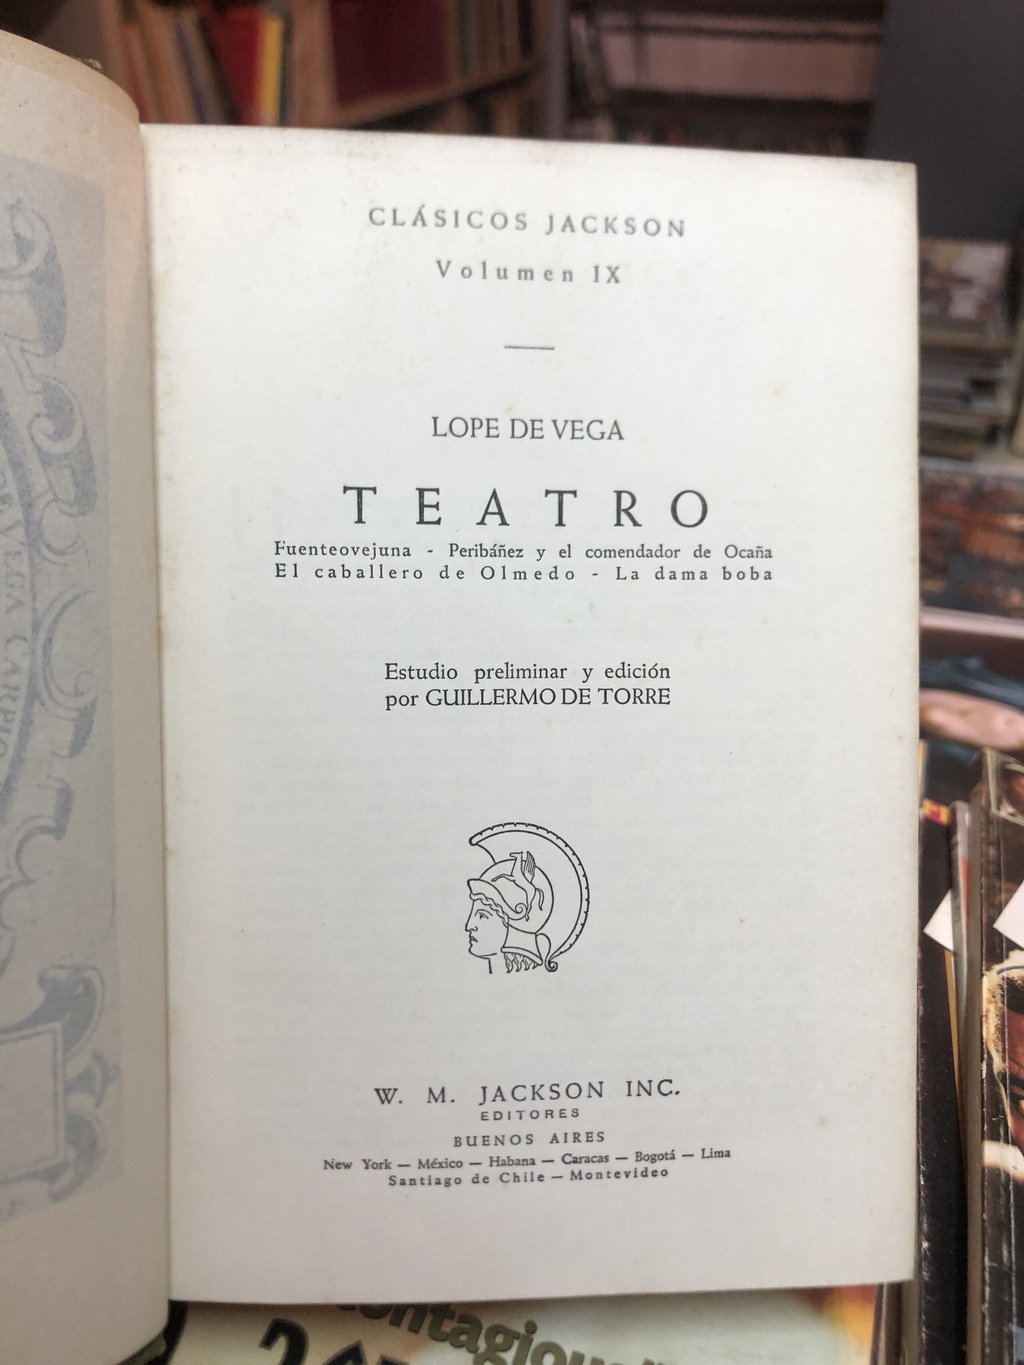 CLÁSICOS JACKSON
Volumen IX
LOPE DE VEGA
TEATRO
Fuenteovejuna - Peribáñez y el comendador de Ocaña
El caballero de Olmedo - La dama boba
Estudio preliminar y edición
por GUILLERMO DE TORRE
W. M. JACKSON INC.
EDITORES
BUENOS AIRES
New York — México — Habana — Caracas — Bogotá — Lima
Santiago de Chile — Montevideo
VEGA CARPIO